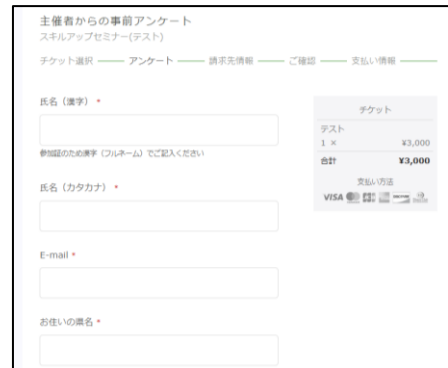 主催者からの事前アンケート
スキルアップセミナー(テスト)
チケット選択 アンケート 請求先情報 ご確認 支払い情報
氏名（漢字） *
参加証のため漢字（フルネーム）でご記入ください
氏名（カタカナ） *
E-mail *
お住いの県名 *
チケット
テスト
1 × ¥3,000
合計 ¥3,000
支払い方法
VISA